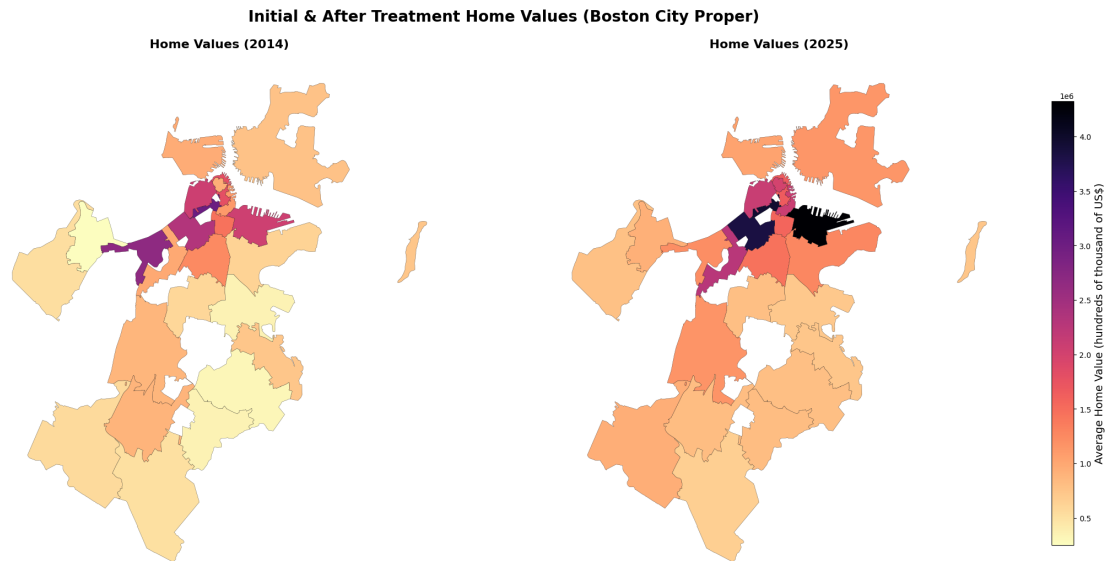 Initial & After Treatment Home Values (Boston City Proper)
Home Values (2014)
Home Values (2025)
1e6
4.0
3.5
3.0
2.5
2.0
1.5
1.0
0.5
Average Home Value (hundreds of thousand of US$)